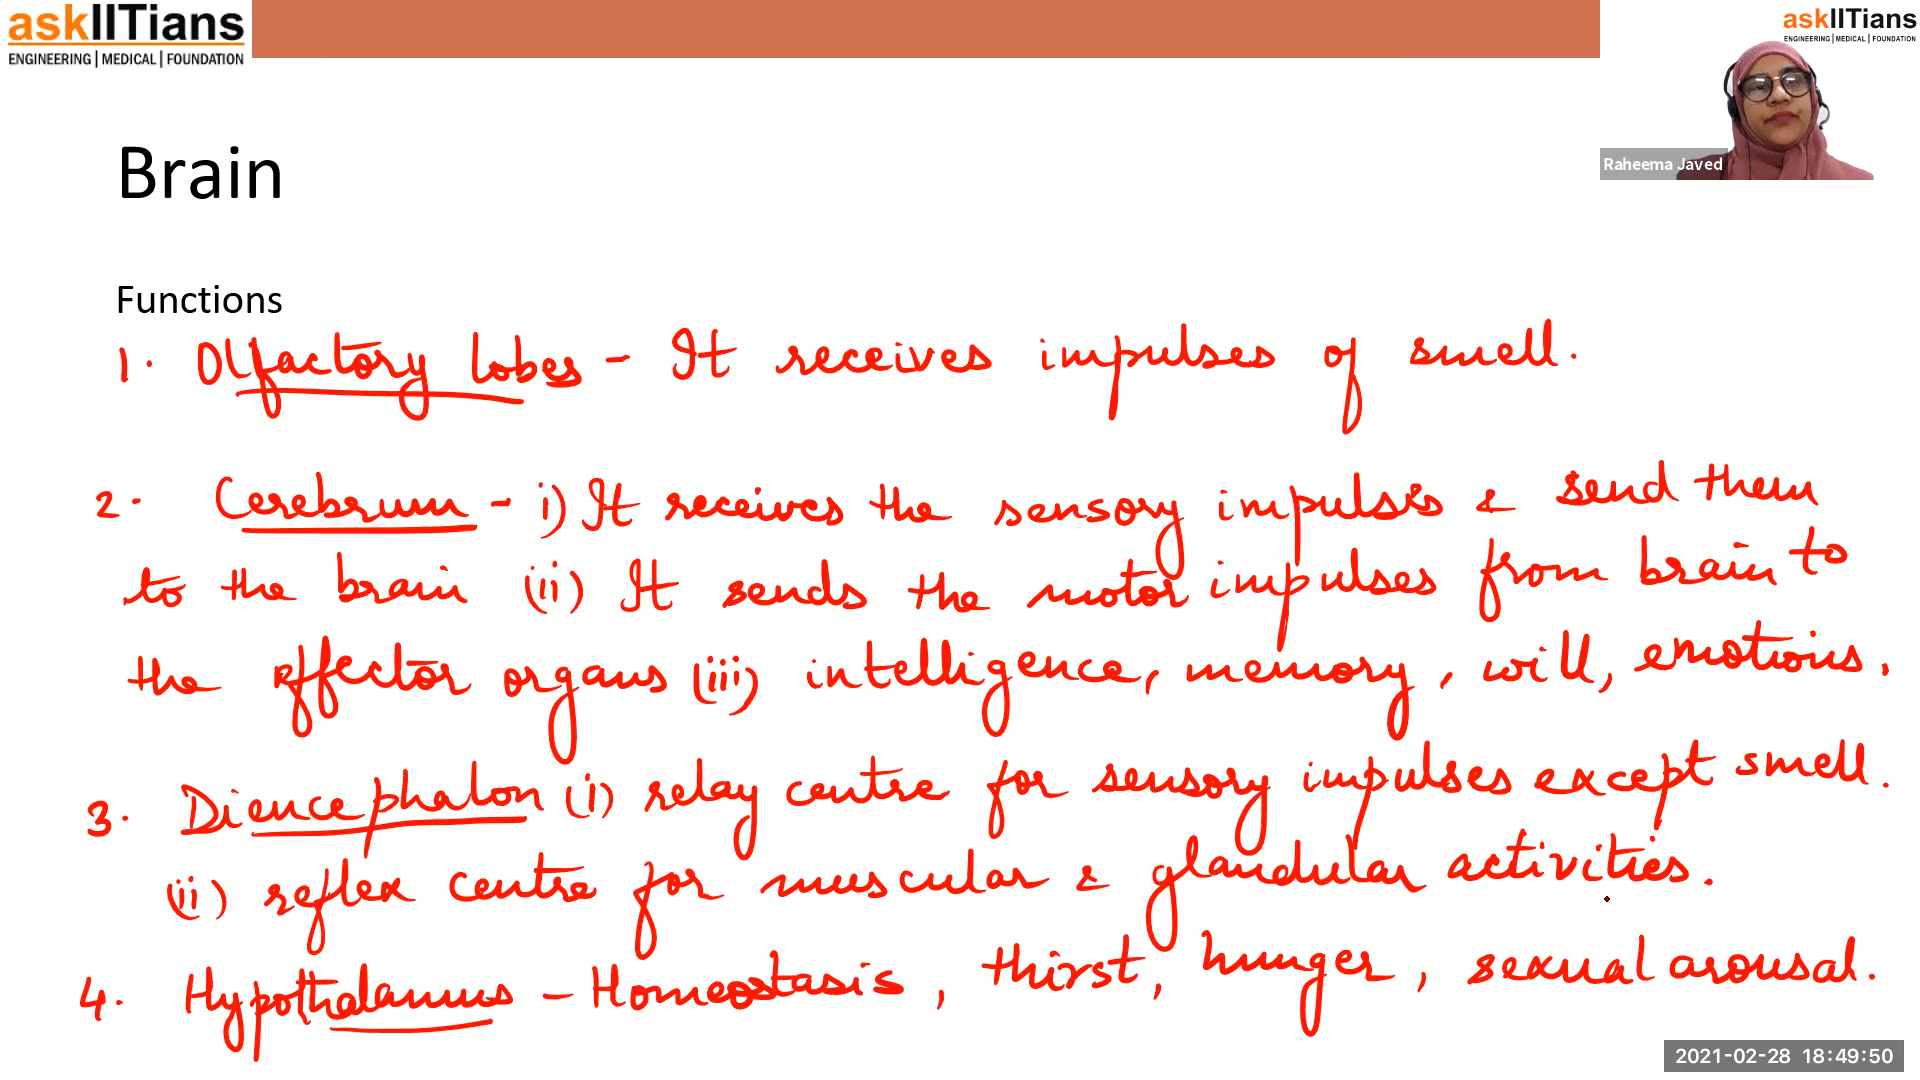 askIITians
ENGINEERING | MEDICAL | FOUNDATION
askIITians
ENGINEERING | MEDICAL | FOUNDATION
Raheema Javed
Brain
Functions
1. Olfactory lobes - It receives impulses of smell.
2. Cerebrum - i) It receives the sensory impulsis & send them
to the brain (ii) It sends the motor impulses from brain to
the effector organs (iii) intelligence, memory, will, emotions.
3. Diencephalon (i) relay centre for sensory impulses except smell.
(ii) reflex centre for muscular & glandular activities.
4. Hypothalamus - Homeostasis, thirst, hunger, sexual arousal.
2021-02-28 18:49:50